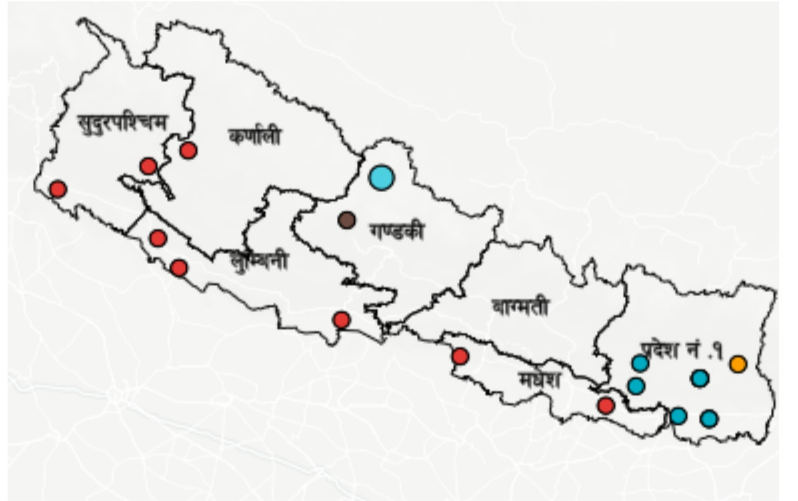 सुदुरपश्चिम
कर्णाली
गण्डकी
लुम्बिनी
बाग्मती
प्रदेश नं .१
मधेश